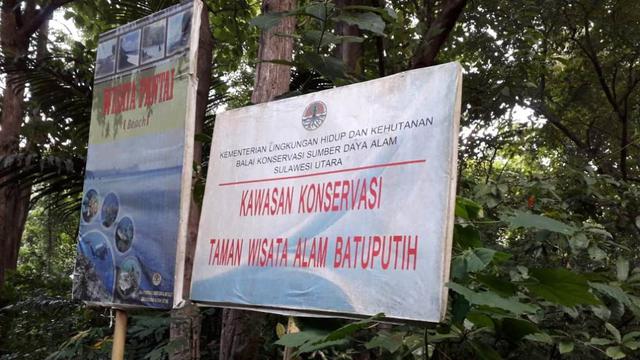 WISATA PANTAI
(Beach)
KEMENTERIAN LINGKUNGAN HIDUP DAN KEHUTANAN
BALAI KONSERVASI SUMBER DAYA ALAM
SULAWESI UTARA
KAWASAN KONSERVASI
TAMAN WISATA ALAM BATUPUTIH